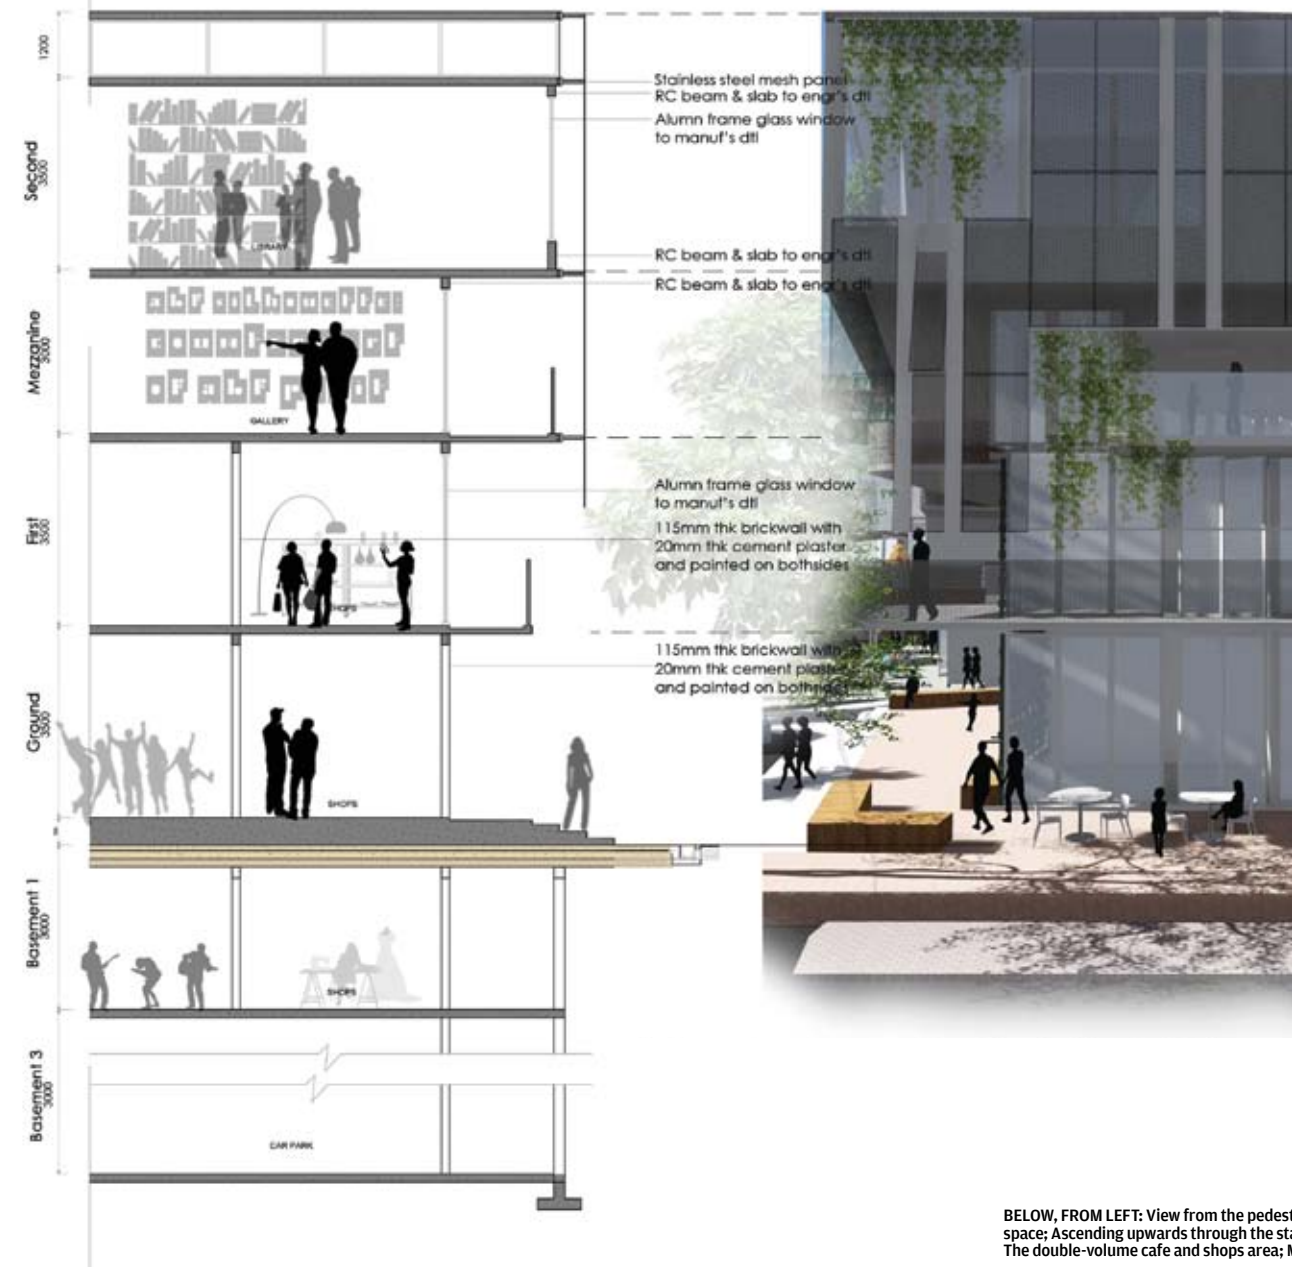 1200
Stainless steel mesh panel
RC beam & slab to engr's dtl
Alumn frame glass window
to manuf's dtl
Second
3500
LIBRARY
RC beam & slab to engr's dtl
RC beam & slab to engr's dtl
Mezzanine
3000
GALLERY
Alumn frame glass window
to manuf's dtl
First
3500
115mm thk brickwall with
20mm thk cement plaster
and painted on bothsides
SHOPS
115mm thk brickwall with
20mm thk cement plaster
and painted on bothsides
Ground
3500
SHOPS
Basement 1
30000
SHOPS
Basement 3
30000
CAR PARK
BELOW, FROM LEFT: View from the pedest
space; Ascending upwards through the sta
The double-volume cafe and shops area; M